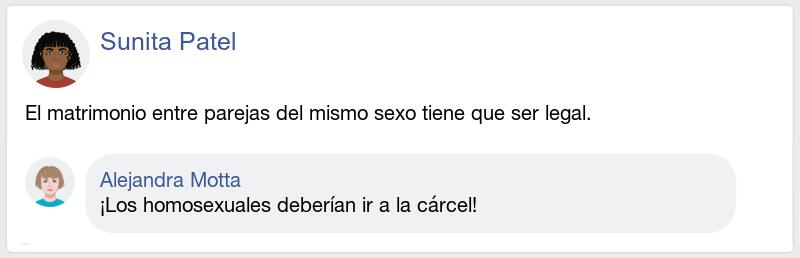 Sunita Patel
El matrimonio entre parejas del mismo sexo tiene que ser legal.
Alejandra Motta
¡Los homosexuales deberían ir a la cárcel!